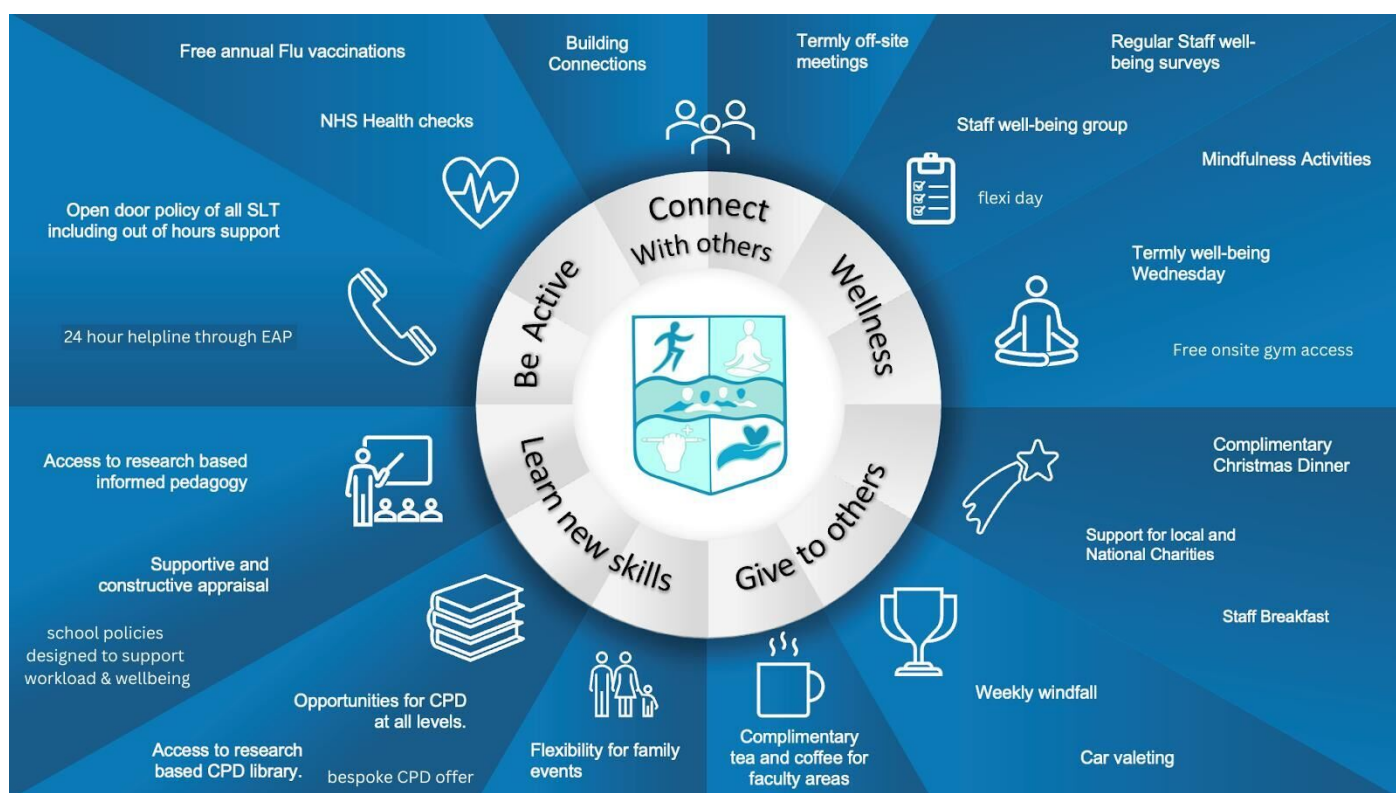 Free annual Flu vaccinations
Building
Connections
Termly off-site
meetings
Regular Staff well-
being surveys
NHS Health checks
Staff well-being group
Mindfulness Activities
flexi day
Open door policy of all SLT
including out of hours support
Termly well-being
Wednesday
24 hour helpline through EAP
Free onsite gym access
Connect
With others
Be Active
Wellness
Learn new skills
Give to others
Access to research based
informed pedagogy
Complimentary
Christmas Dinner
Supportive and
constructive appraisal
Support for local and
National Charities
school policies
designed to support
workload & wellbeing
Staff Breakfast
Opportunities for CPD
at all levels.
Weekly windfall
Access to research
based CPD library.
bespoke CPD offer
Flexibility for family
events
Complimentary
tea and coffee for
faculty areas
Car valeting